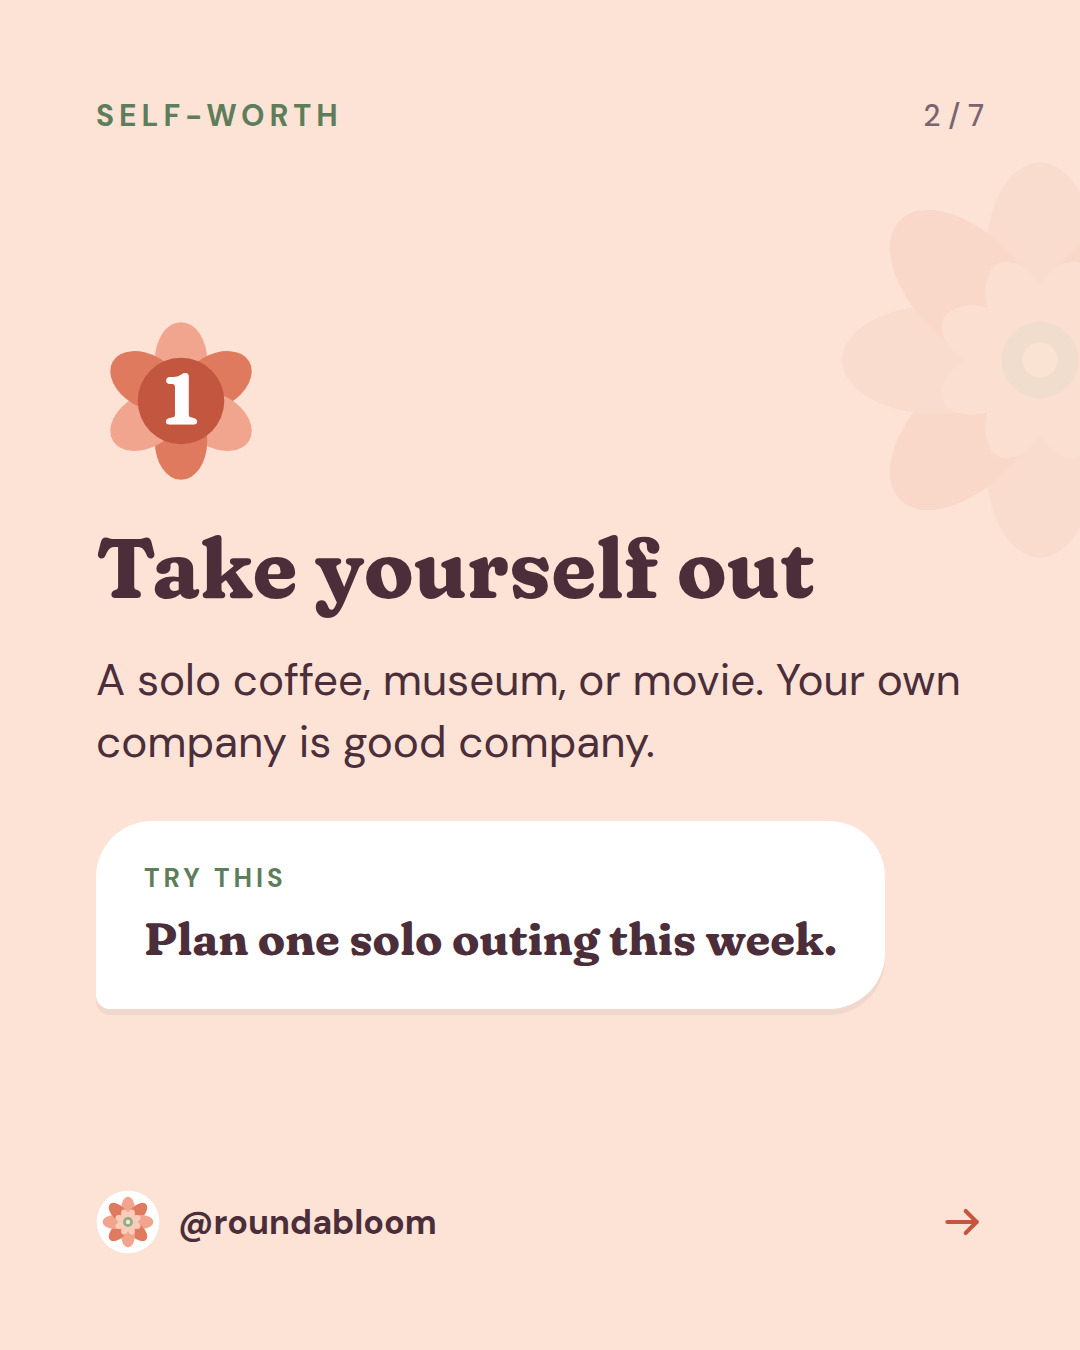 SELF-WORTH
2 / 7
1
Take yourself out
A solo coffee, museum, or movie. Your own
company is good company.
TRY THIS
Plan one solo outing this week.
@roundabloom